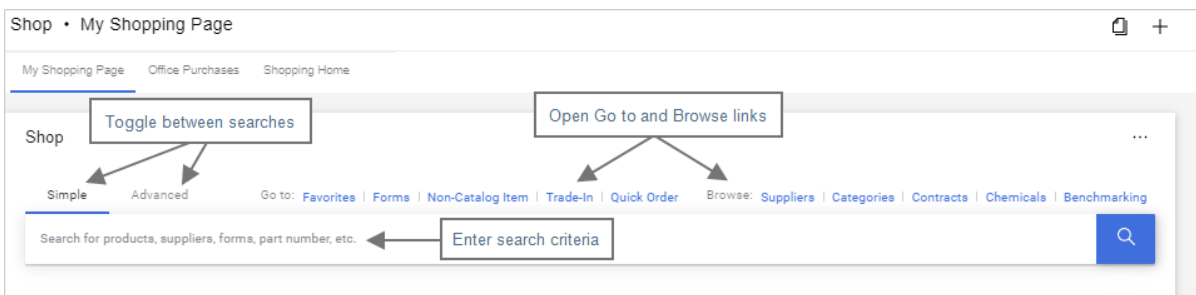 Shop • My Shopping Page
My Shopping Page Office Purchases Shopping Home
Toggle between searches
Open Go to and Browse links
Shop
Simple Advanced Go to: Favorites | Forms | Non-Catalog Item | Trade-In | Quick Order Browse: Suppliers | Categories | Contracts | Chemicals | Benchmarking
Search for products, suppliers, forms, part number, etc.
Enter search criteria